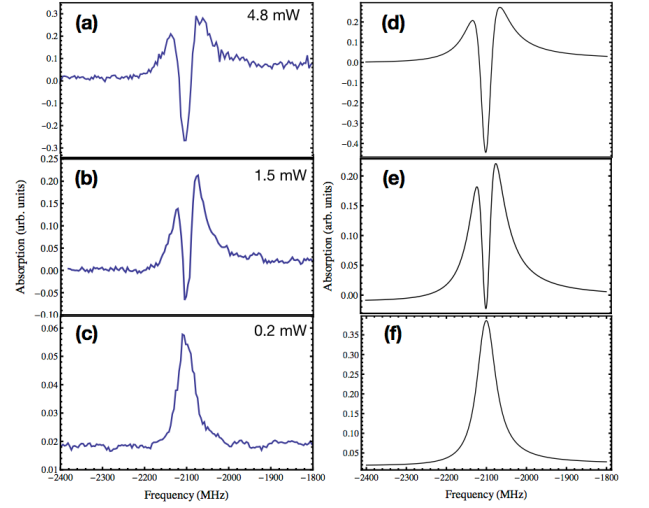 (a)
4.8 mW
0.3
0.2
0.1
0.0
−0.1
−0.2
−0.3
(b)
1.5 mW
0.25
0.20
0.15
0.10
0.05
0.00
−0.05
−0.10
(c)
0.2 mW
0.06
0.05
0.04
0.03
0.02
0.01
Absorption (arb. units)
−2400 −2300 −2200 −2100 −2000 −1900 −1800
Frequency (MHz)
(d)
0.2
0.1
0.0
−0.1
−0.2
−0.3
−0.4
(e)
0.20
0.15
0.10
0.05
0.00
(f)
0.35
0.30
0.25
0.20
0.15
0.10
0.05
Absorption (arb. units)
−2400 −2300 −2200 −2100 −2000 −1900 −1800
Frequency (MHz)